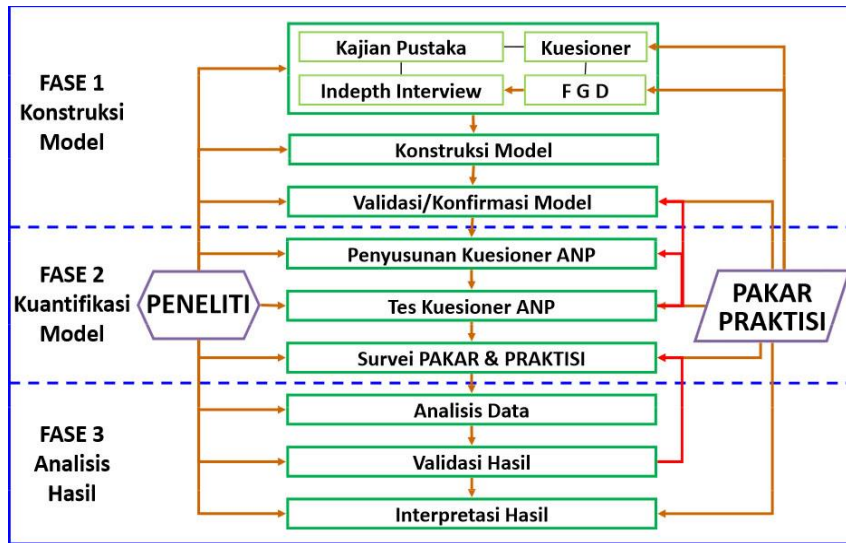 FASE 1
Konstruksi
Model
Kajian Pustaka
Kuesioner
Indepth Interview
F G D
Konstruksi Model
Validasi/Konfirmasi Model
FASE 2
Kuantifikasi
Model
PENELITI
Penyusunan Kuesioner ANP
Tes Kuesioner ANP
Survei PAKAR & PRAKTISI
PAKAR
PRAKTISI
FASE 3
Analisis
Hasil
Analisis Data
Validasi Hasil
Interpretasi Hasil